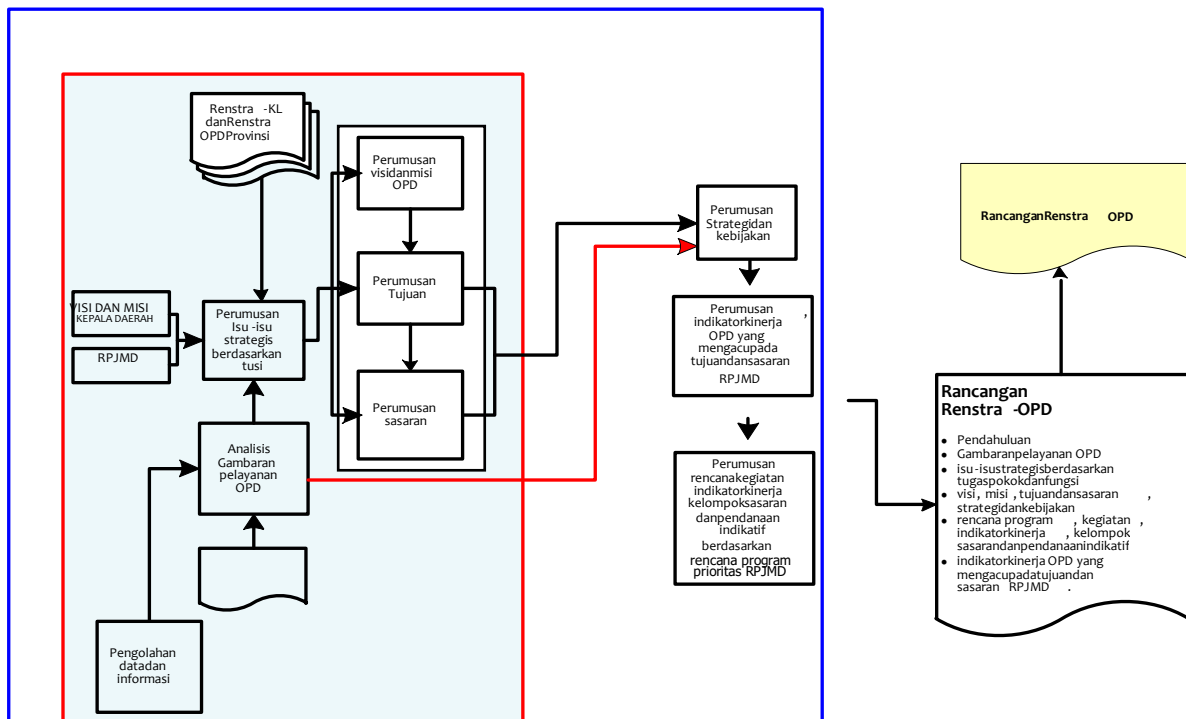 Renstra -KL
danRenstra
OPDProvinsi
VISI DAN MISI
KEPALA DAERAH
RPJMD
Perumusan
Isu -isu
strategis
berdasarkan
tusi
Analisis
Gambaran
pelayanan
OPD
Pengolahan
datadan
informasi
Perumusan
visidanmisi
OPD
Perumusan
Tujuan
Perumusan
sasaran
Perumusan
Strategidan
kebijakan
Perumusan
indikatorkinerja ,
OPD yang
mengacupada
tujuandansasaran
RPJMD
Perumusan
rencanakegiatan
indikatorkinerja
kelompoksasaran
danpendanaan
indikatif
berdasarkan
rencana program
prioritas RPJMD
RancanganRenstra OPD
Rancangan
Renstra -OPD
• Pendahuluan
• Gambaranpelayanan OPD
• isu-isustrategisberdasarkan
tugaspokokdanfungsi
• visi, misi , tujuandansasaran ,
strategidankebijakan
• rencana program , kegiatan ,
indikatorkinerja , kelompok
sasarandanpendanaanindikatif
• indikatorkinerja OPD yang
mengacupadatujuandan
sasaran RPJMD .